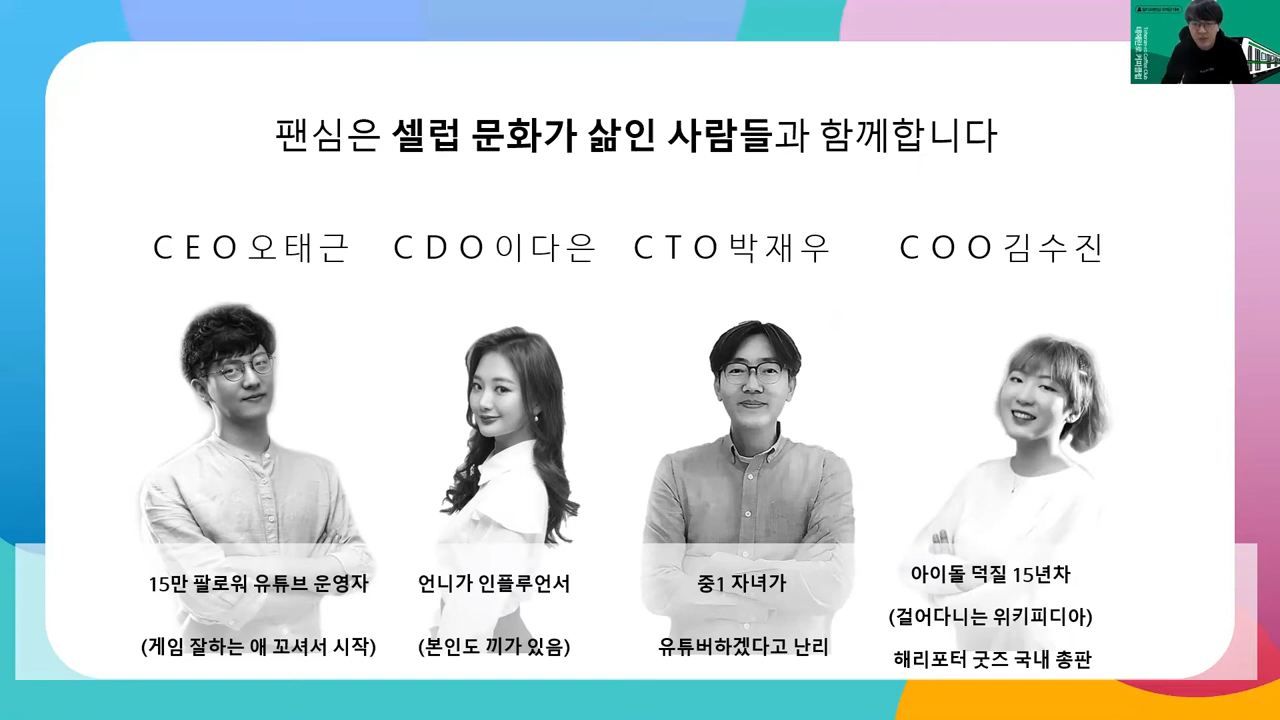 팬심은 셀럽 문화가 삶인 사람들과 함께합니다
CEO 오태근
CDO 이다은
CTO 박재우
COO 김수진
15만 팔로워 유튜브 운영자
(게임 잘하는 애 꼬셔서 시작)
언니가 인플루언서
(본인도 끼가 있음)
중1 자녀가
유튜버하겠다고 난리
아이돌 덕질 15년차
(걸어다니는 위키피디아)
해리포터 굿즈 국내 총판